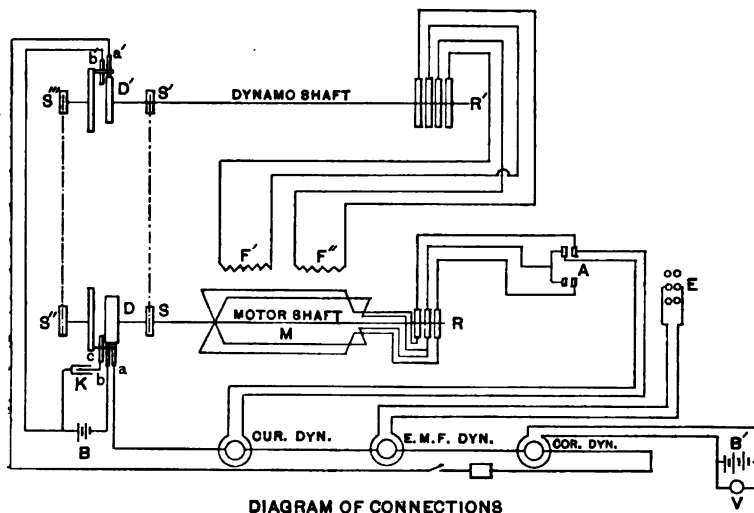 b' a'
S''' D' S' DYNAMO SHAFT R'
F' F''
A
E
S'' D S MOTOR SHAFT R
M
c
b a
K
B
CUR. DYN. E.M.F. DYN. COR. DYN.
B'
V
DIAGRAM OF CONNECTIONS